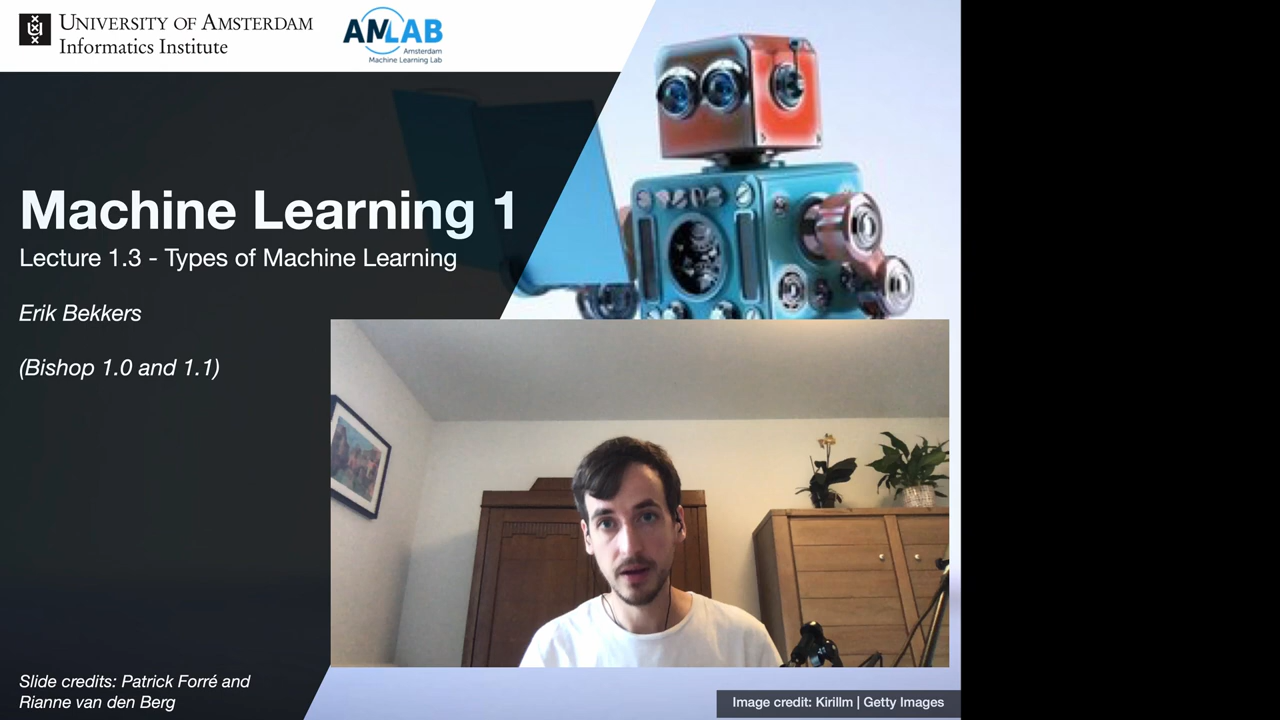 UNIVERSITY OF AMSTERDAM
Informatics Institute
AMLAB
Amsterdam
Machine Learning Lab
Machine Learning 1
Lecture 1.3 - Types of Machine Learning
Erik Bekkers
(Bishop 1.0 and 1.1)
Slide credits: Patrick Forré and
Rianne van den Berg
Image credit: Kirillm | Getty Images